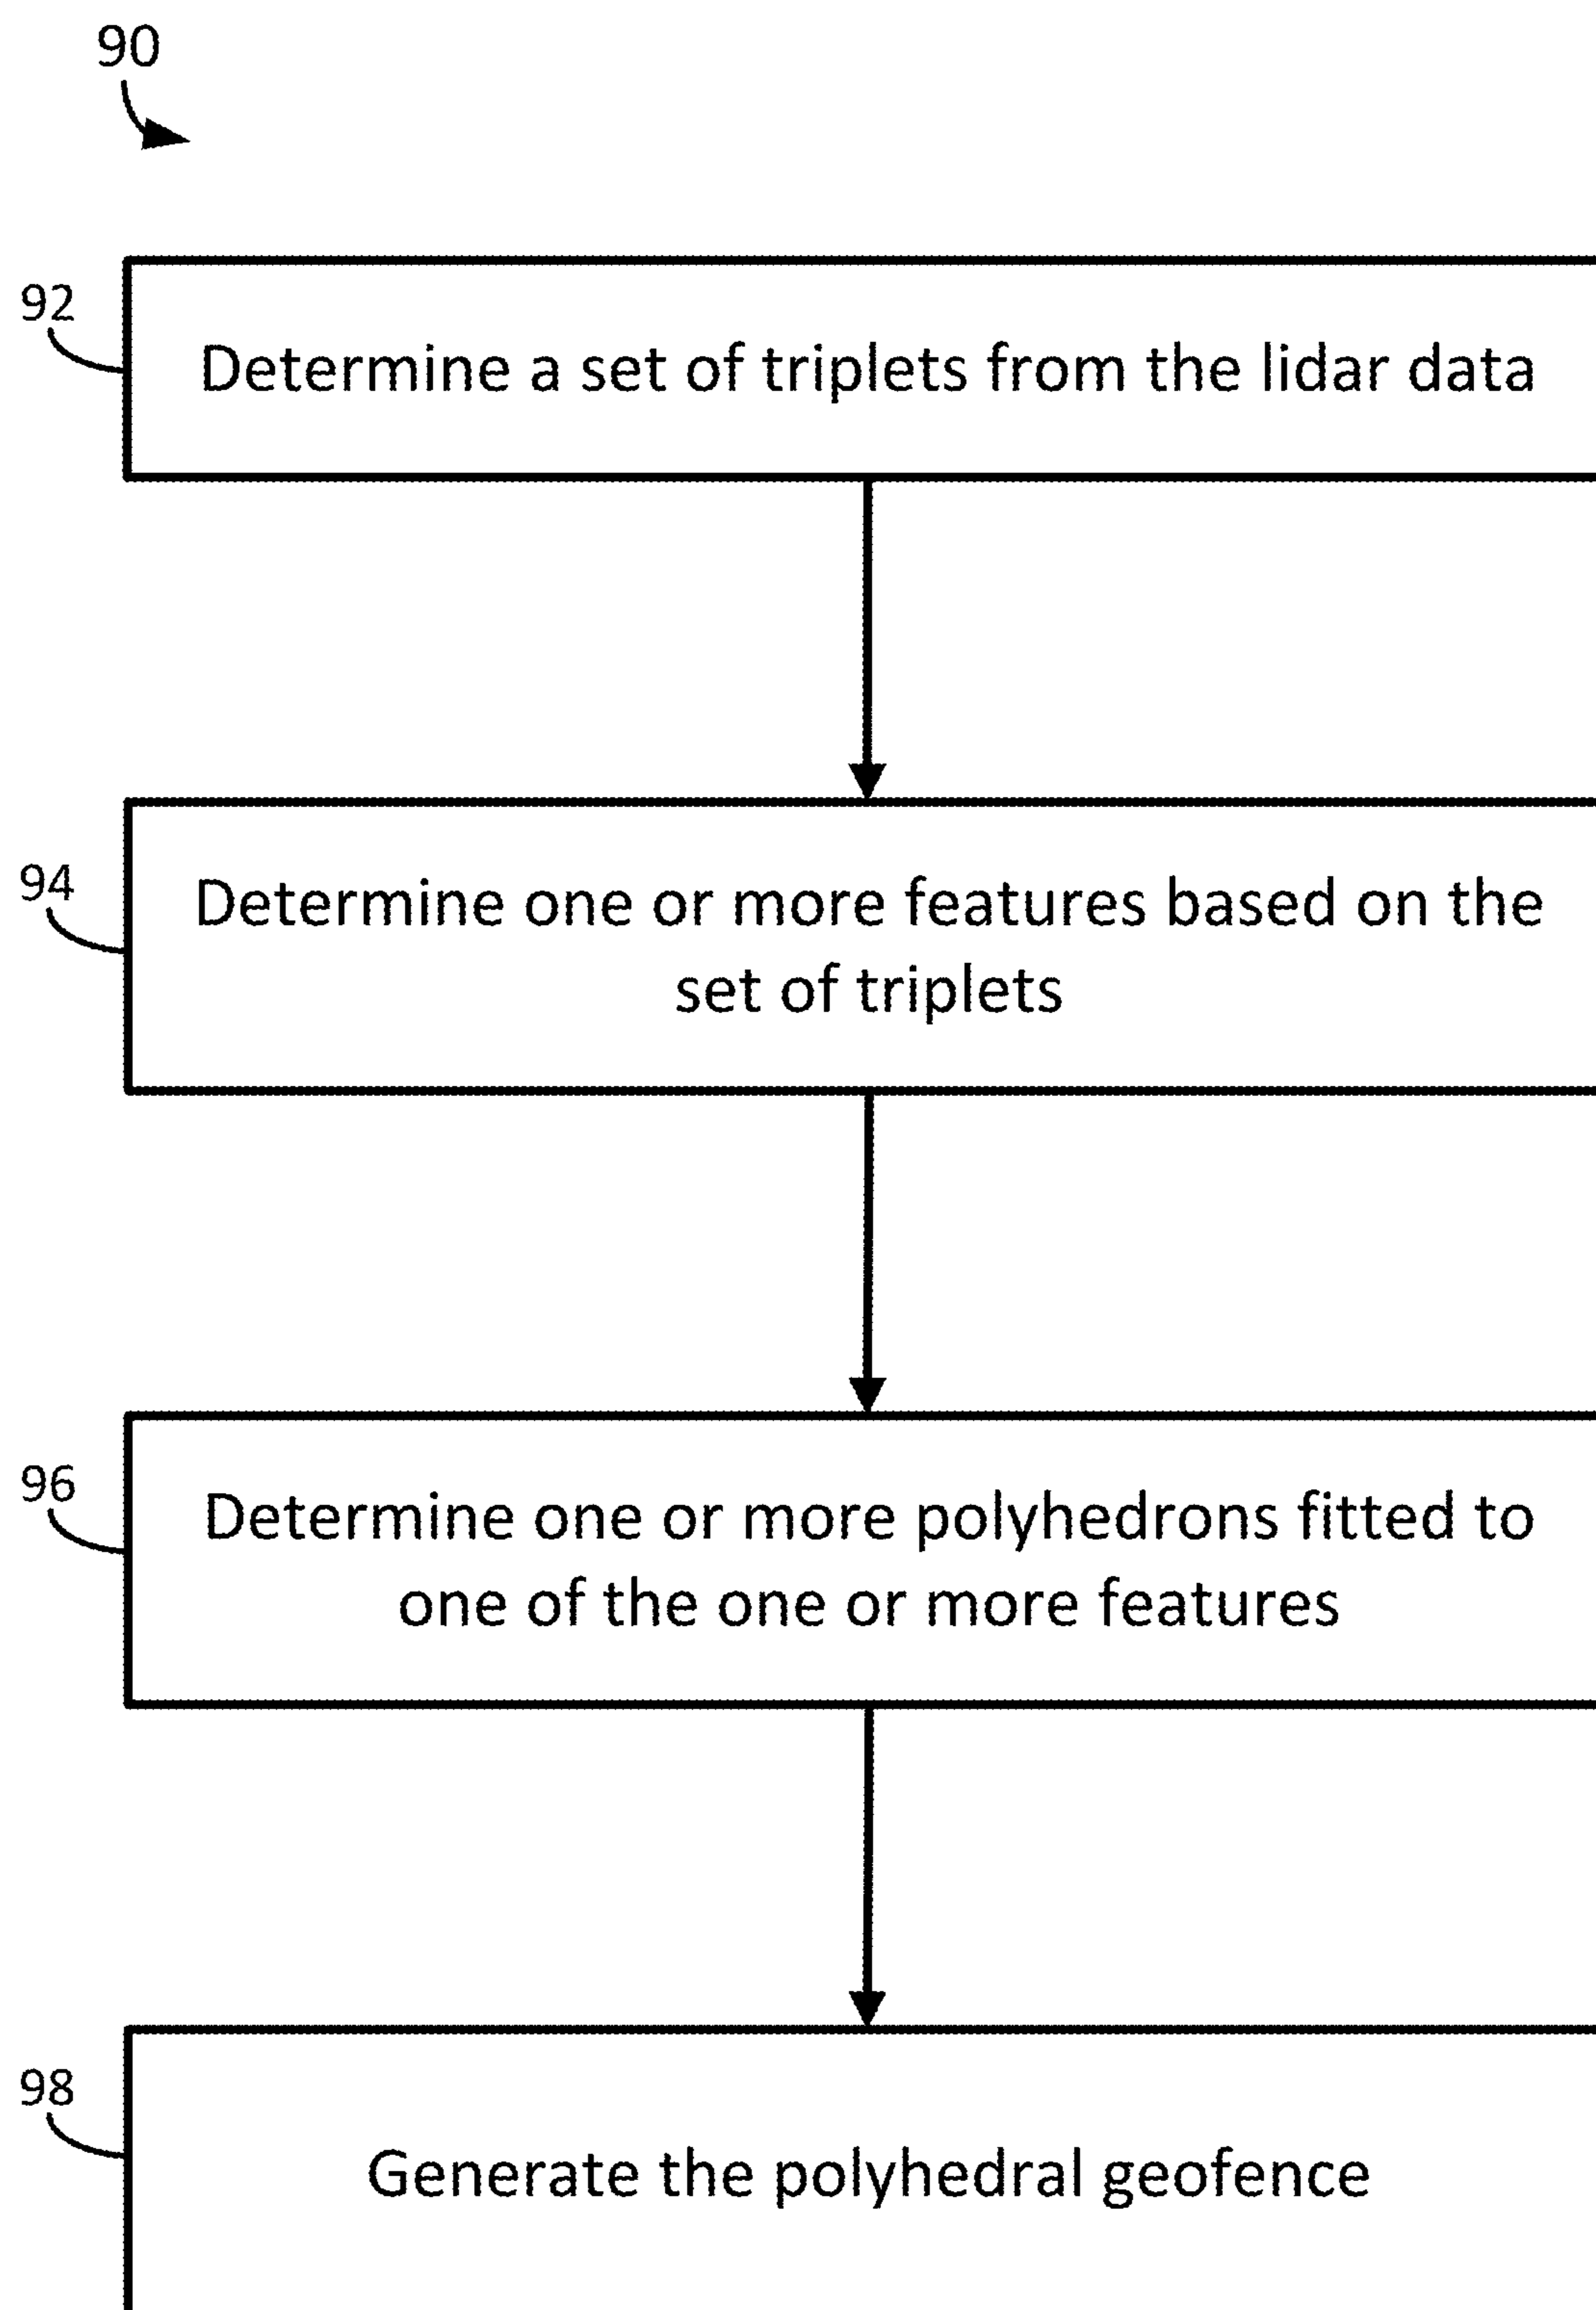 90
92
Determine a set of triplets from the lidar data
94
Determine one or more features based on the
set of triplets
96
Determine one or more polyhedrons fitted to
one of the one or more features
98
Generate the polyhedral geofence